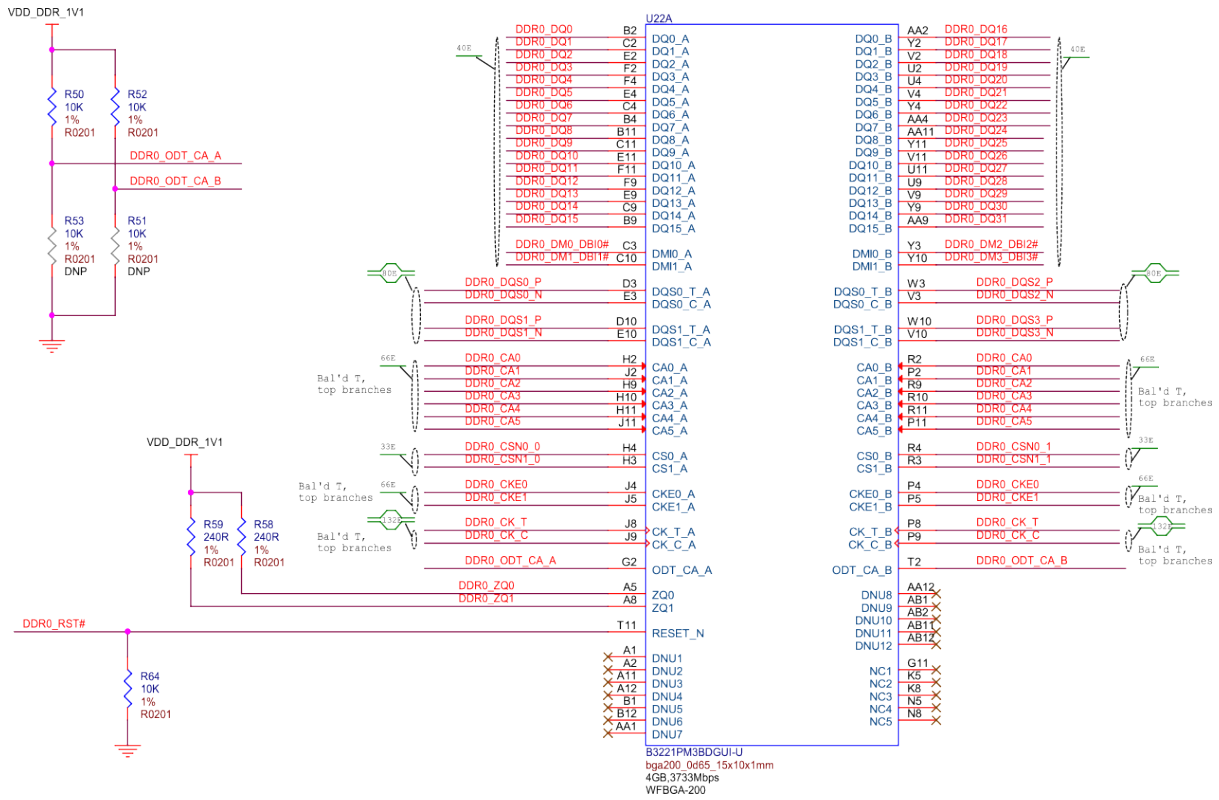 VDD_DDR_1V1
R50
10K
1%
R0201
R52
10K
1%
R0201
DDR0_ODT_CA_A
DDR0_ODT_CA_B
R53
10K
1%
R0201
DNP
R51
10K
1%
R0201
DNP
U22A
40E
DDR0_DQ0 B2 DQ0_A
DDR0_DQ1 C2 DQ1_A
DDR0_DQ2 E2 DQ2_A
DDR0_DQ3 F2 DQ3_A
DDR0_DQ4 F4 DQ4_A
DDR0_DQ5 E4 DQ5_A
DDR0_DQ6 C4 DQ6_A
DDR0_DQ7 B4 DQ7_A
DDR0_DQ8 B11 DQ8_A
DDR0_DQ9 C11 DQ9_A
DDR0_DQ10 E11 DQ10_A
DDR0_DQ11 F11 DQ11_A
DDR0_DQ12 F9 DQ12_A
DDR0_DQ13 E9 DQ13_A
DDR0_DQ14 C9 DQ14_A
DDR0_DQ15 B9 DQ15_A
DDR0_DM0_DBI0# C3 DMI0_A
DDR0_DM1_DBI1# C10 DMI1_A
80E
DDR0_DQS0_P D3 DQS0_T_A
DDR0_DQS0_N E3 DQS0_C_A
DDR0_DQS1_P D10 DQS1_T_A
DDR0_DQS1_N E10 DQS1_C_A
66E
Bal'd T,
top branches
DDR0_CA0 H2 CA0_A
DDR0_CA1 J2 CA1_A
DDR0_CA2 H9 CA2_A
DDR0_CA3 H10 CA3_A
DDR0_CA4 H11 CA4_A
DDR0_CA5 J11 CA5_A
33E
DDR0_CSN0_0 H4 CS0_A
DDR0_CSN1_0 H3 CS1_A
66E
Bal'd T,
top branches
DDR0_CKE0 J4 CKE0_A
DDR0_CKE1 J5 CKE1_A
132E
Bal'd T,
top branches
DDR0_CK_T J8 CK_T_A
DDR0_CK_C J9 CK_C_A
DDR0_ODT_CA_A G2 ODT_CA_A
DDR0_ZQ0 A5 ZQ0
DDR0_ZQ1 A8 ZQ1
VDD_DDR_1V1
R59
240R
1%
R0201
R58
240R
1%
R0201
DDR0_RST# T11 RESET_N
R64
10K
1%
R0201
A1 DNU1
A2 DNU2
A11 DNU3
A12 DNU4
B1 DNU5
B12 DNU6
AA1 DNU7
40E
DQ0_B AA2 DDR0_DQ16
DQ1_B Y2 DDR0_DQ17
DQ2_B V2 DDR0_DQ18
DQ3_B U2 DDR0_DQ19
DQ4_B U4 DDR0_DQ20
DQ5_B V4 DDR0_DQ21
DQ6_B Y4 DDR0_DQ22
DQ7_B AA4 DDR0_DQ23
DQ8_B AA11 DDR0_DQ24
DQ9_B Y11 DDR0_DQ25
DQ10_B V11 DDR0_DQ26
DQ11_B U11 DDR0_DQ27
DQ12_B U9 DDR0_DQ28
DQ13_B V9 DDR0_DQ29
DQ14_B Y9 DDR0_DQ30
DQ15_B AA9 DDR0_DQ31
DMI0_B Y3 DDR0_DM2_DBI2#
DMI1_B Y10 DDR0_DM3_DBI3#
80E
DQS0_T_B W3 DDR0_DQS2_P
DQS0_C_B V3 DDR0_DQS2_N
DQS1_T_B W10 DDR0_DQS3_P
DQS1_C_B V10 DDR0_DQS3_N
66E
Bal'd T,
top branches
CA0_B R2 DDR0_CA0
CA1_B P2 DDR0_CA1
CA2_B R9 DDR0_CA2
CA3_B R10 DDR0_CA3
CA4_B R11 DDR0_CA4
CA5_B P11 DDR0_CA5
33E
CS0_B R4 DDR0_CSN0_1
CS1_B R3 DDR0_CSN1_1
66E
Bal'd T,
top branches
CKE0_B P4 DDR0_CKE0
CKE1_B P5 DDR0_CKE1
132E
Bal'd T,
top branches
CK_T_B P8 DDR0_CK_T
CK_C_B P9 DDR0_CK_C
ODT_CA_B T2 DDR0_ODT_CA_B
DNU8 AA12
DNU9 AB1
DNU10 AB2
DNU11 AB11
DNU12 AB12
NC1 G11
NC2 K5
NC3 K8
NC4 N5
NC5 N8
B3221PM3BDGUI-U
bga200_0d65_15x10x1mm
4GB,3733Mbps
WFBGA-200